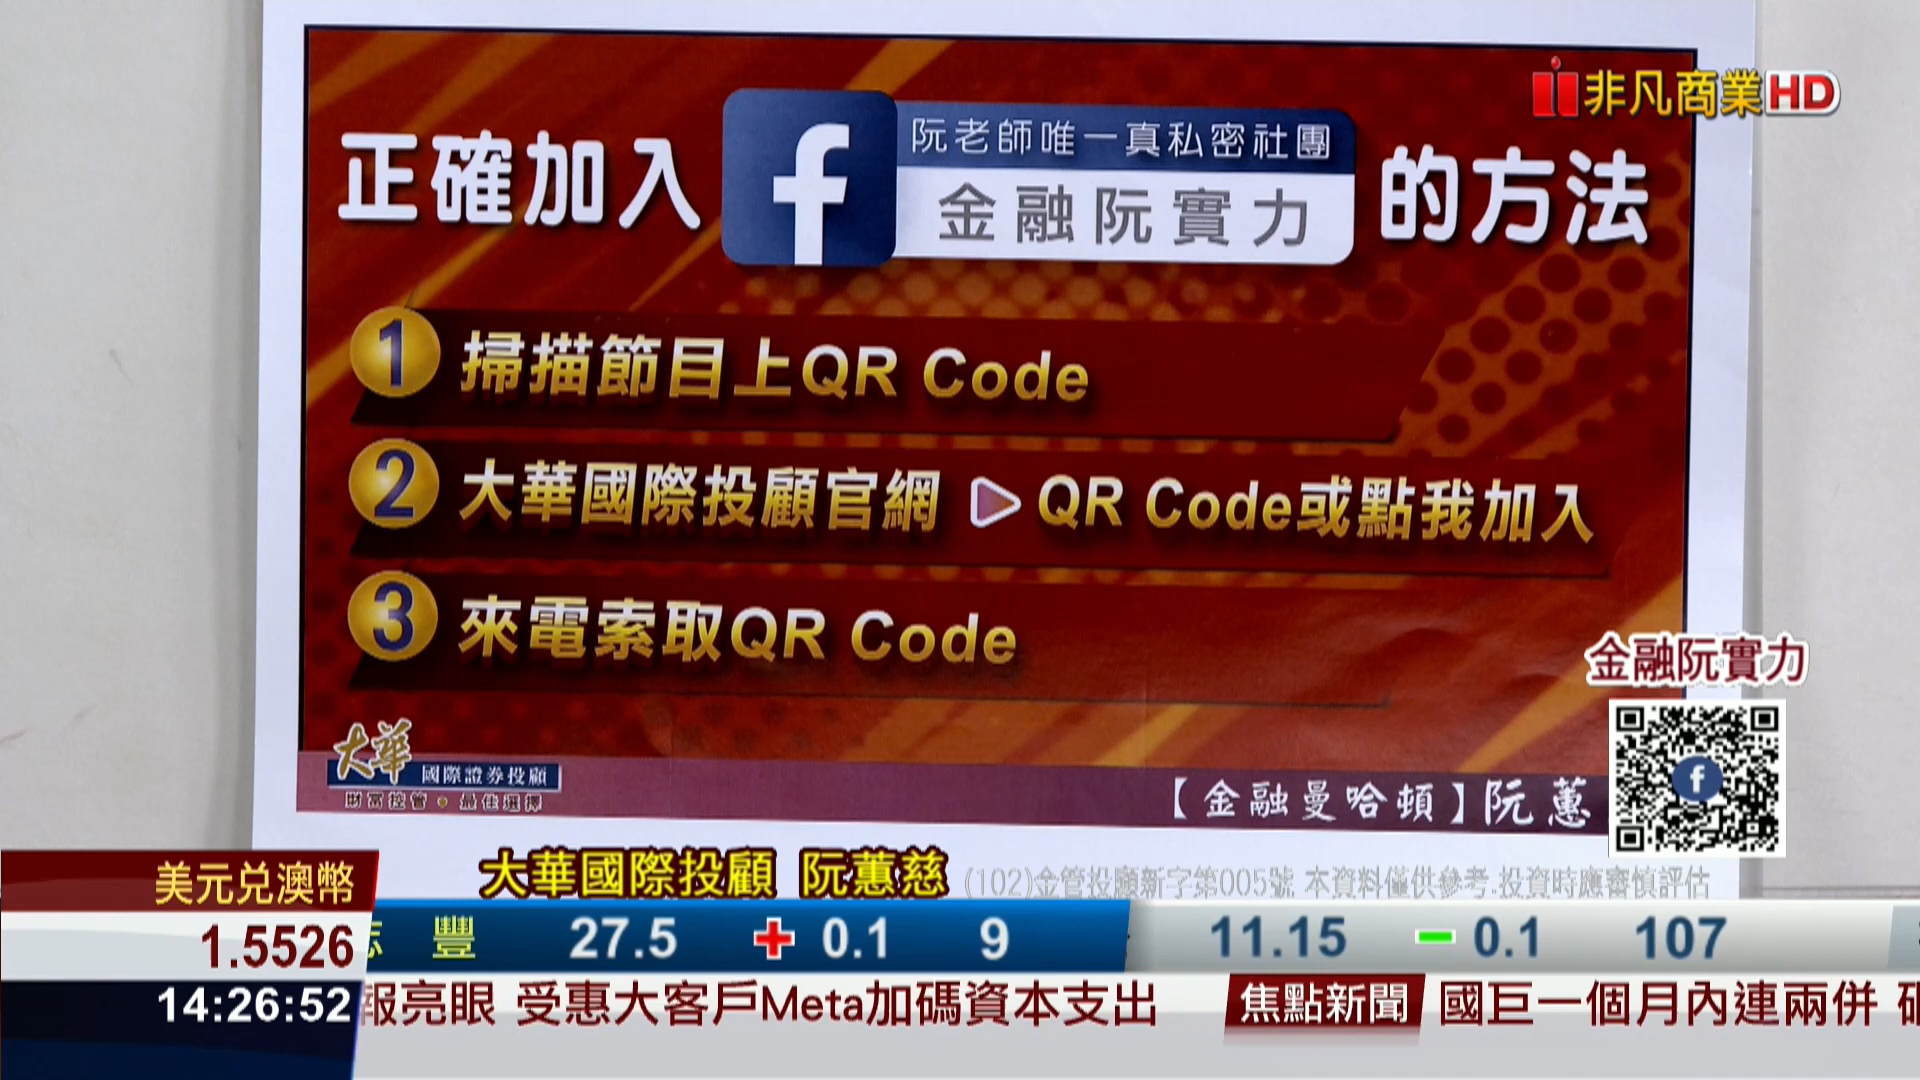 非凡商業HD
正確加入
f
阮老師唯一真私密社團
金融阮實力
的方法
1 掃描節目上QR Code
2 大華國際投顧官網 ▷ QR Code或點我加入
3 來電索取QR Code
金融阮實力
f
大華 國際證券投顧
財富控管 ● 最佳選擇
【金融曼哈頓】阮蕙
美元兌澳幣
大華國際投顧 阮蕙慈
(102)金管投顧新字第005號 本資料僅供參考.投資時應審慎評估
1.5526
豐 27.5 + 0.1 9
11.15 - 0.1 107
14:26:52
報亮眼 受惠大客戶Meta加碼資本支出
焦點新聞 國巨一個月內連兩併